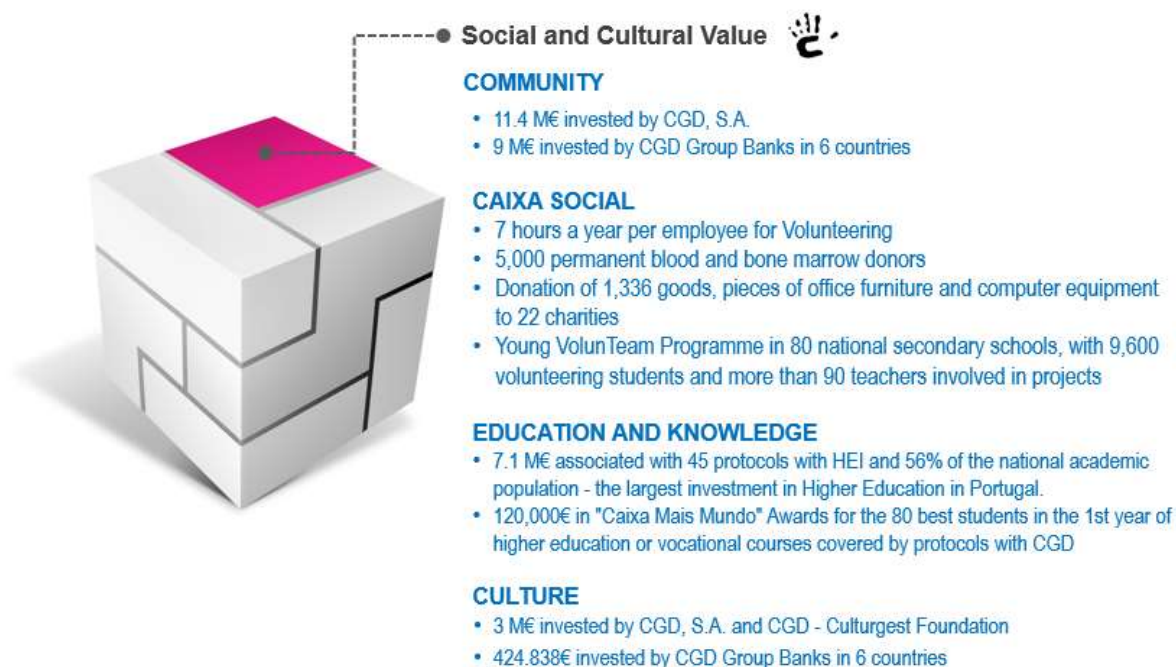 Social and Cultural Value
COMMUNITY
• 11.4 M€ invested by CGD, S.A.
• 9 M€ invested by CGD Group Banks in 6 countries
CAIXA SOCIAL
• 7 hours a year per employee for Volunteering
• 5,000 permanent blood and bone marrow donors
• Donation of 1,336 goods, pieces of office furniture and computer equipment
to 22 charities
• Young VolunTeam Programme in 80 national secondary schools, with 9,600
volunteering students and more than 90 teachers involved in projects
EDUCATION AND KNOWLEDGE
• 7.1 M€ associated with 45 protocols with HEI and 56% of the national academic
population - the largest investment in Higher Education in Portugal.
• 120,000€ in "Caixa Mais Mundo" Awards for the 80 best students in the 1st year of
higher education or vocational courses covered by protocols with CGD
CULTURE
• 3 M€ invested by CGD, S.A. and CGD - Culturgest Foundation
• 424.838€ invested by CGD Group Banks in 6 countries